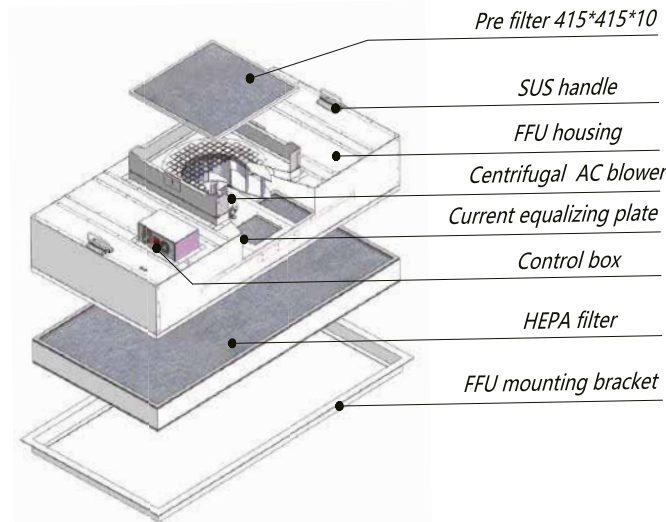 Pre filter 415*415*10
SUS handle
FFU housing
Centrifugal AC blower
Current equalizing plate
Control box
HEPA filter
FFU mounting bracket